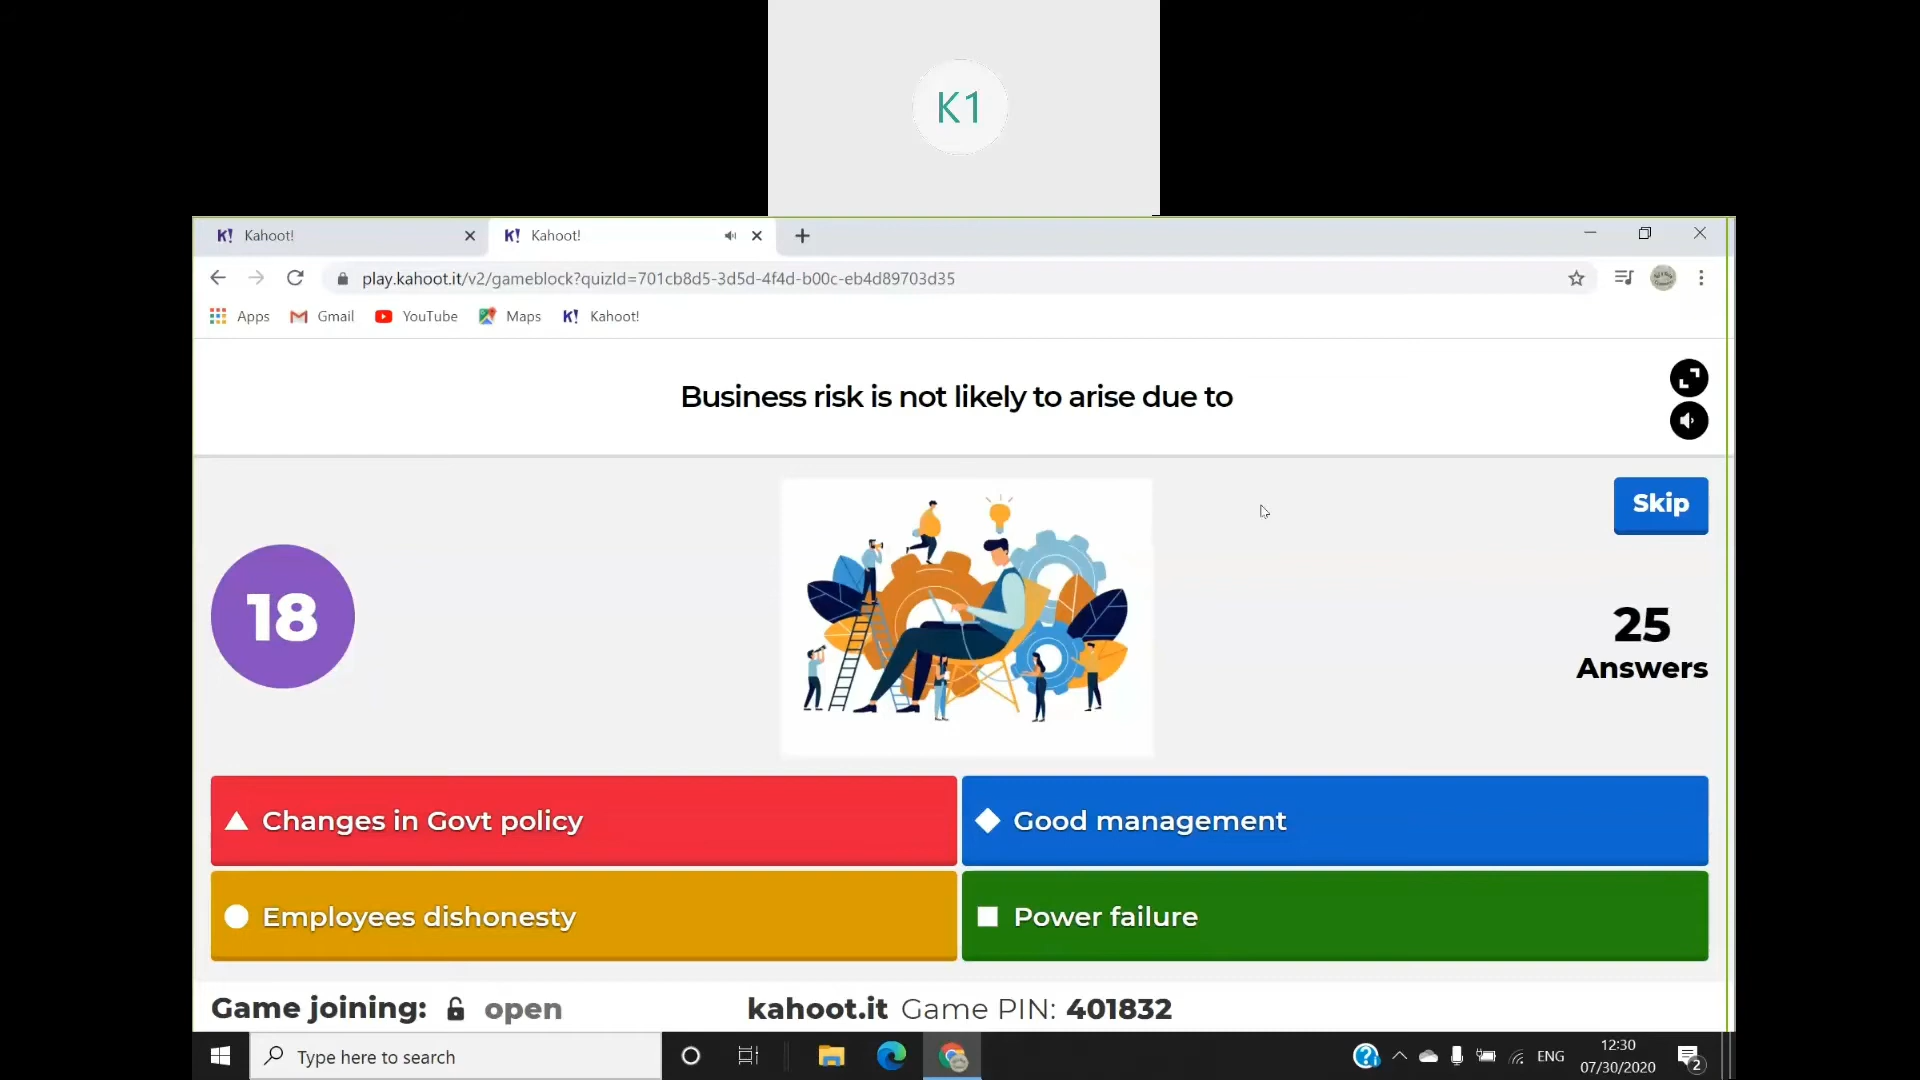 K1
K! Kahoot!
K! Kahoot!
play.kahoot.it/v2/gameblock?quizId=701cb8d5-3d5d-4f4d-b00c-eb4d89703d35
Apps Gmail YouTube Maps K! Kahoot!
Business risk is not likely to arise due to
Skip
18
25
Answers
Changes in Govt policy
Good management
Employees dishonesty
Power failure
Game joining: open kahoot.it Game PIN: 401832
Type here to search
ENG
12:30
07/30/2020
2